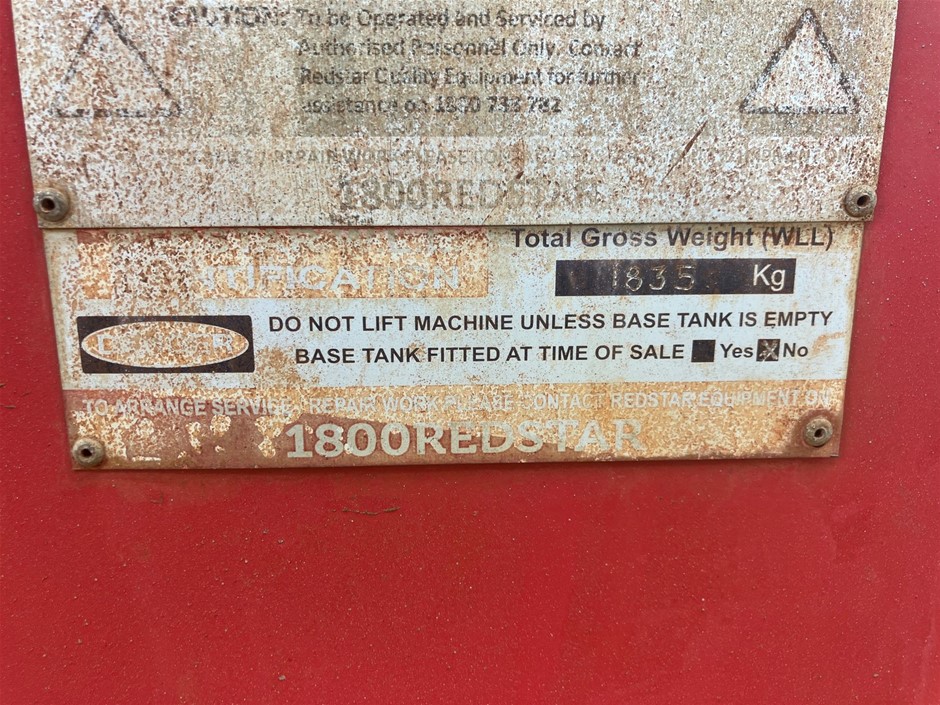 CAUTION: To be Operated and Serviced by
Authorised Personnel Only. Contact
Redstar Quality Equipment for further
assistance on 1800 733 782
REPAIR WORK PLEASE
1800REDSTAR
Total Gross Weight (WLL)
1835 Kg
DO NOT LIFT MACHINE UNLESS BASE TANK IS EMPTY
BASE TANK FITTED AT TIME OF SALE Yes No
TO ARRANGE SERVICE / REPAIR WORK PLEASE CONTACT REDSTAR EQUIPMENT ON
1800REDSTAR